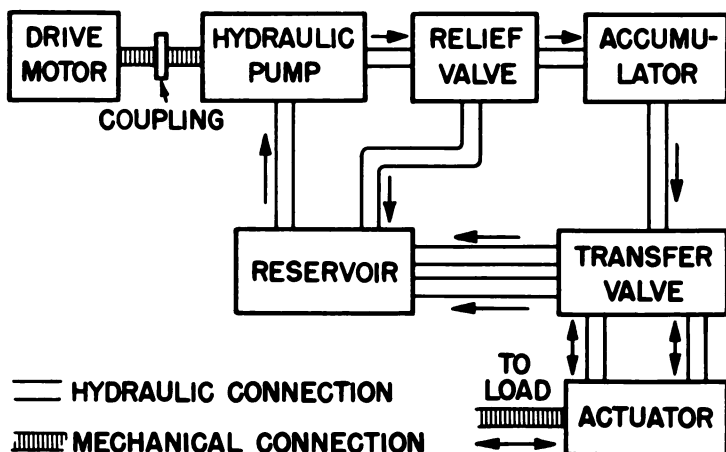 DRIVE
MOTOR
COUPLING
HYDRAULIC
PUMP
RELIEF
VALVE
ACCUMU-
LATOR
RESERVOIR
TRANSFER
VALVE
TO
LOAD
ACTUATOR
HYDRAULIC CONNECTION
MECHANICAL CONNECTION